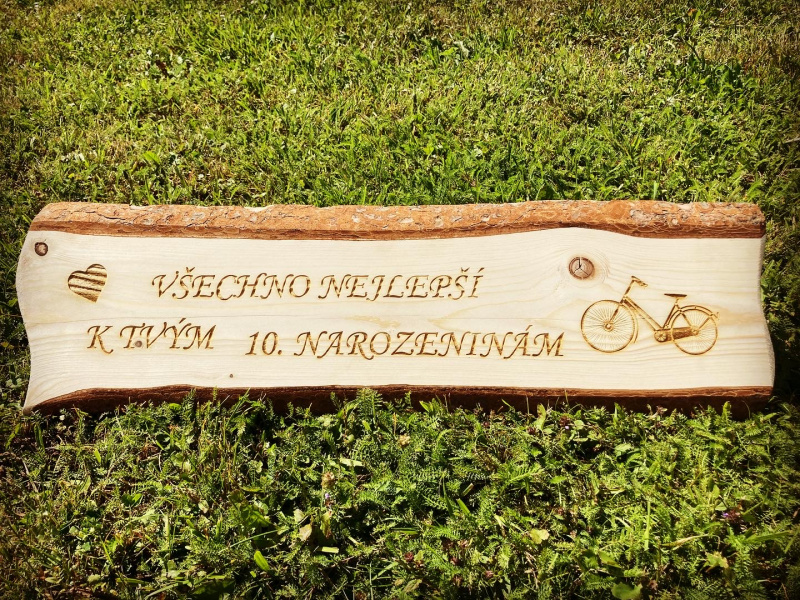 VŠECHNO NEJLEPŠÍ
K TVÝM 10. NAROZENINÁM